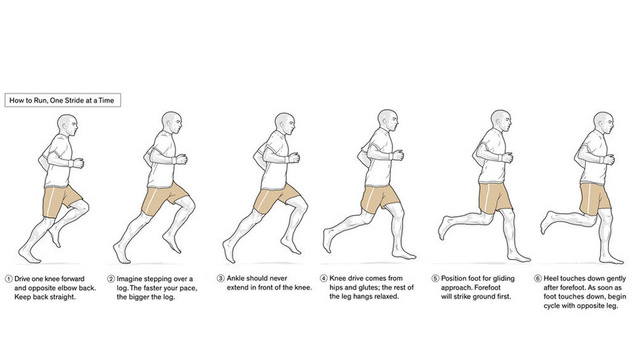 How to Run, One Stride at a Time
① Drive one knee forward
and opposite elbow back.
Keep back straight.
② Imagine stepping over a
log. The faster your pace,
the bigger the log.
③ Ankle should never
extend in front of the knee.
④ Knee drive comes from
hips and glutes; the rest of
the leg hangs relaxed.
⑤ Position foot for gliding
approach. Forefoot
will strike ground first.
⑥ Heel touches down gently
after forefoot. As soon as
foot touches down, begin
cycle with opposite leg.